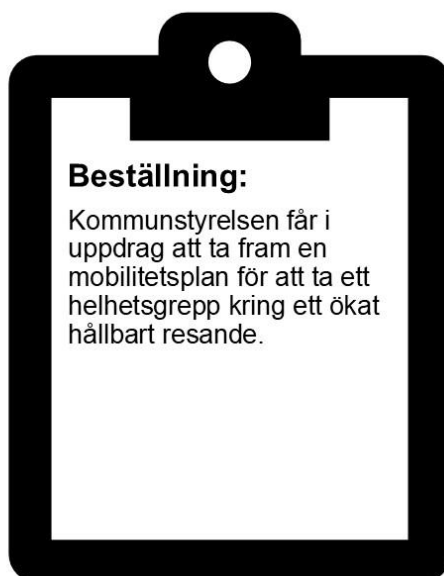 Beställning:
Kommunstyrelsen får i
uppdrag att ta fram en
mobilitetsplan för att ta ett
helhetsgrepp kring ett ökat
hållbart resande.